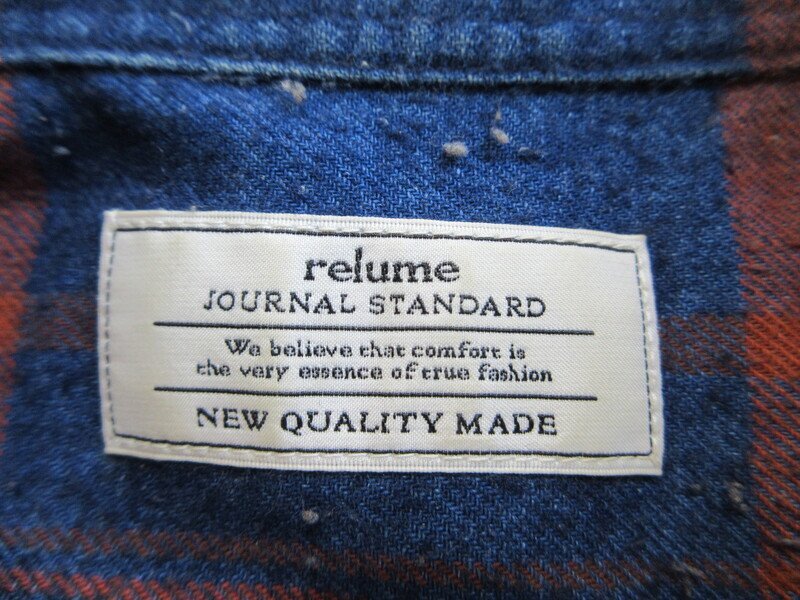 relume
JOURNAL STANDARD
We believe that comfort is
the very essence of true fashion
NEW QUALITY MADE